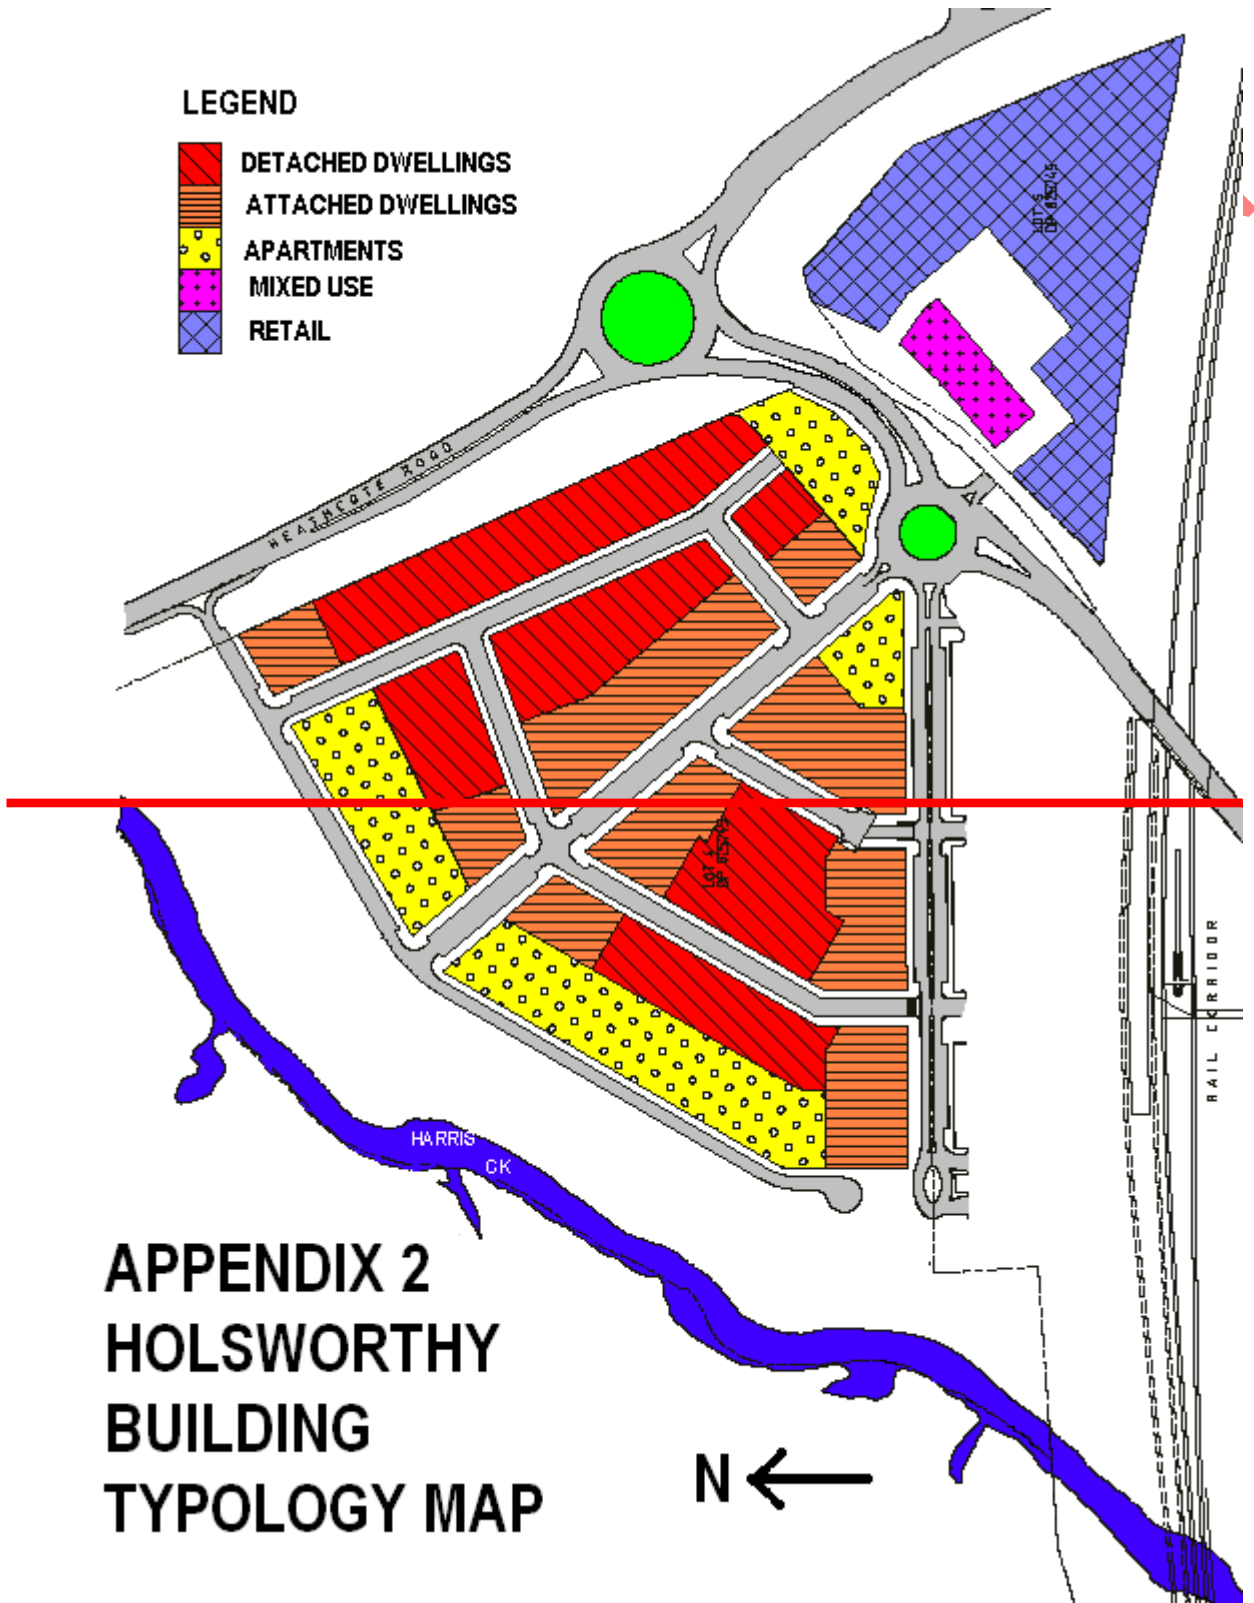 LEGEND
DETACHED DWELLINGS
ATTACHED DWELLINGS
APARTMENTS
MIXED USE
RETAIL
HEATHCOTE ROAD
RAIL CORRIDOR
HARRIS
CK
APPENDIX 2
HOLSWORTHY
BUILDING
TYPOLOGY MAP
N